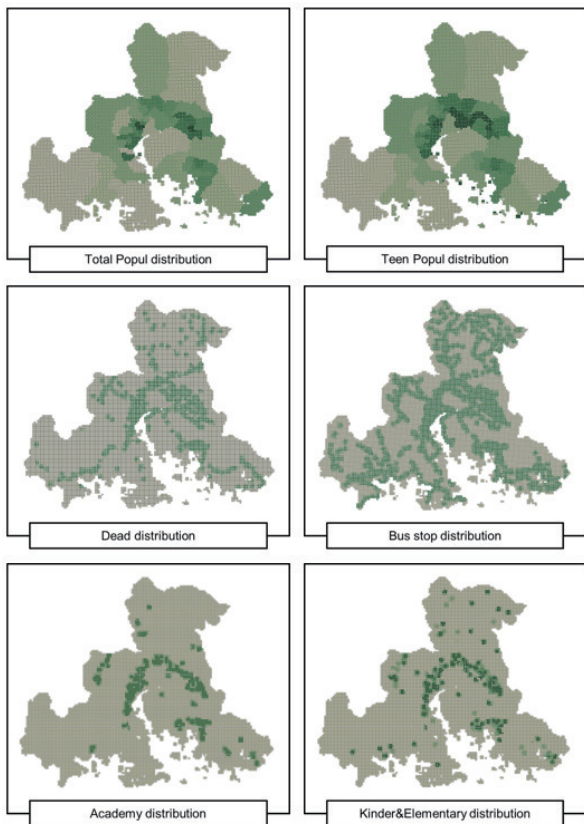 Total Popul distribution
Teen Popul distribution
Dead distribution
Bus stop distribution
Academy distribution
Kinder&Elementary distribution